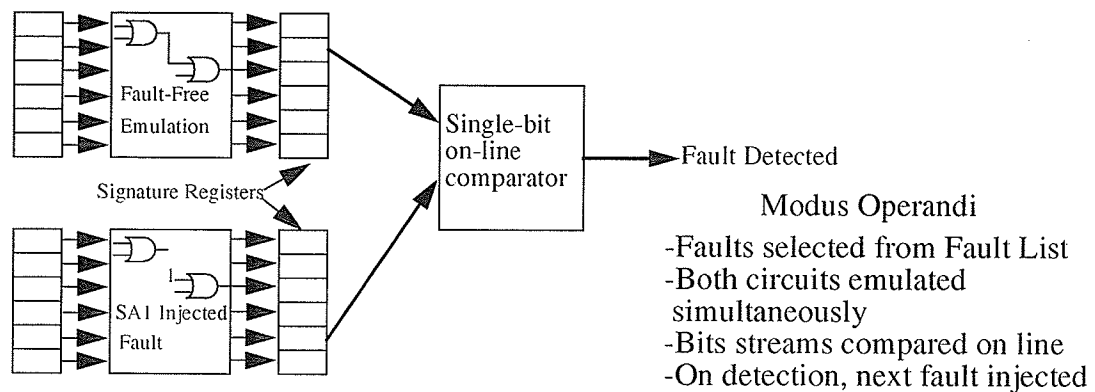 Fault-Free
Emulation
Signature Registers
1
SA1 Injected
Fault
Single-bit
on-line
comparator
Fault Detected
Modus Operandi
-Faults selected from Fault List
-Both circuits emulated
simultaneously
-Bits streams compared on line
-On detection, next fault injected